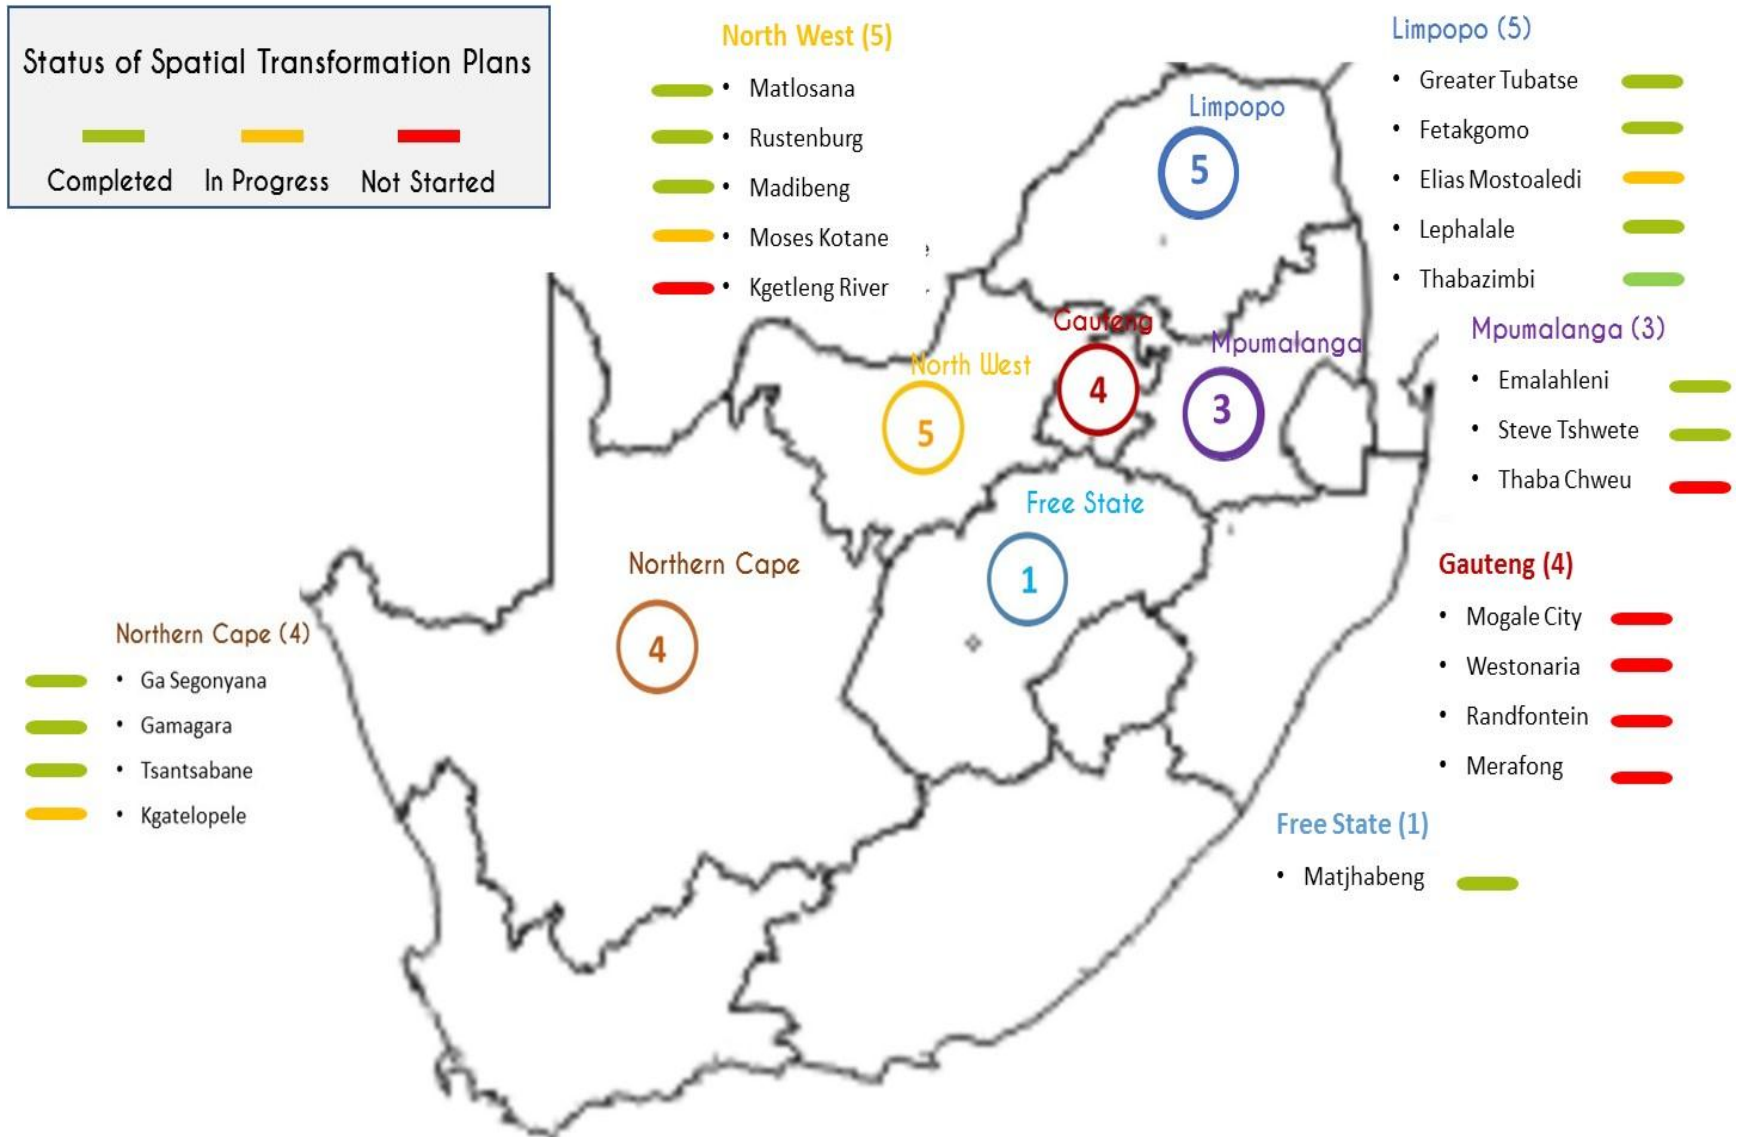 Status of Spatial Transformation Plans
Completed In Progress Not Started
North West (5)
• Matlosana
• Rustenburg
• Madibeng
• Moses Kotane
• Kgetleng River
Limpopo (5)
• Greater Tubatse
• Fetakgomo
• Elias Mostoaledi
• Lephalale
• Thabazimbi
Mpumalanga (3)
• Emalahleni
• Steve Tshwete
• Thaba Chweu
Gauteng (4)
• Mogale City
• Westonaria
• Randfontein
• Merafong
Free State (1)
• Matjhabeng
Northern Cape (4)
• Ga Segonyana
• Gamagara
• Tsantsabane
• Kgatelopele
Limpopo
5
Gauteng
4
Mpumalanga
3
North West
5
Free State
1
Northern Cape
4